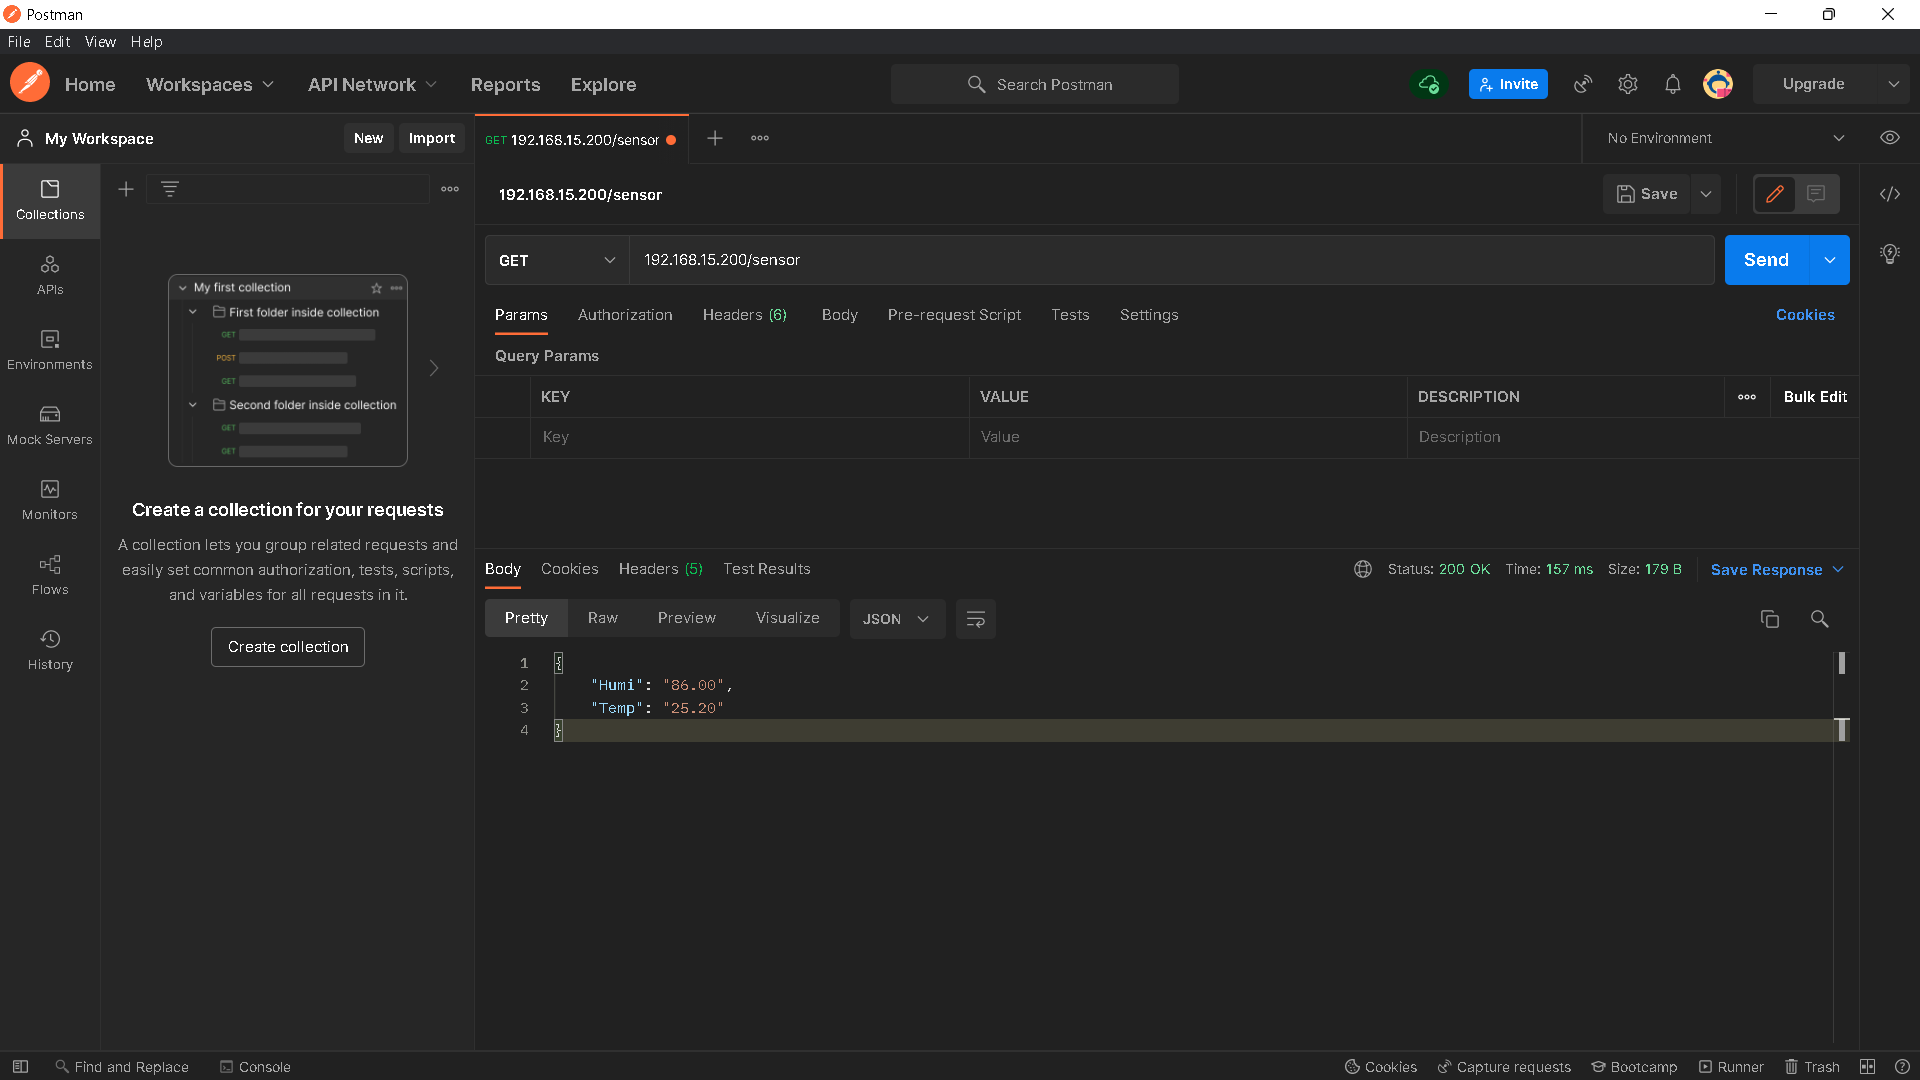 Postman
File Edit View Help
Home Workspaces API Network Reports Explore Search Postman Invite Upgrade
My Workspace New Import GET 192.168.15.200/sensor No Environment
Collections
APIs
Environments
Mock Servers
Monitors
Flows
History
My first collection
First folder inside collection
GET
POST
GET
Second folder inside collection
GET
GET
Create a collection for your requests
A collection lets you group related requests and
easily set common authorization, tests, scripts,
and variables for all requests in it.
Create collection
192.168.15.200/sensor Save
GET 192.168.15.200/sensor Send
Params Authorization Headers (6) Body Pre-request Script Tests Settings Cookies
Query Params
KEY VALUE DESCRIPTION Bulk Edit
Key Value Description
Body Cookies Headers (5) Test Results Status: 200 OK Time: 157 ms Size: 179 B Save Response
Pretty Raw Preview Visualize JSON
1 {
2 "Humi": "86.00",
3 "Temp": "25.20"
4 }
Find and Replace Console Cookies Capture requests Bootcamp Runner Trash